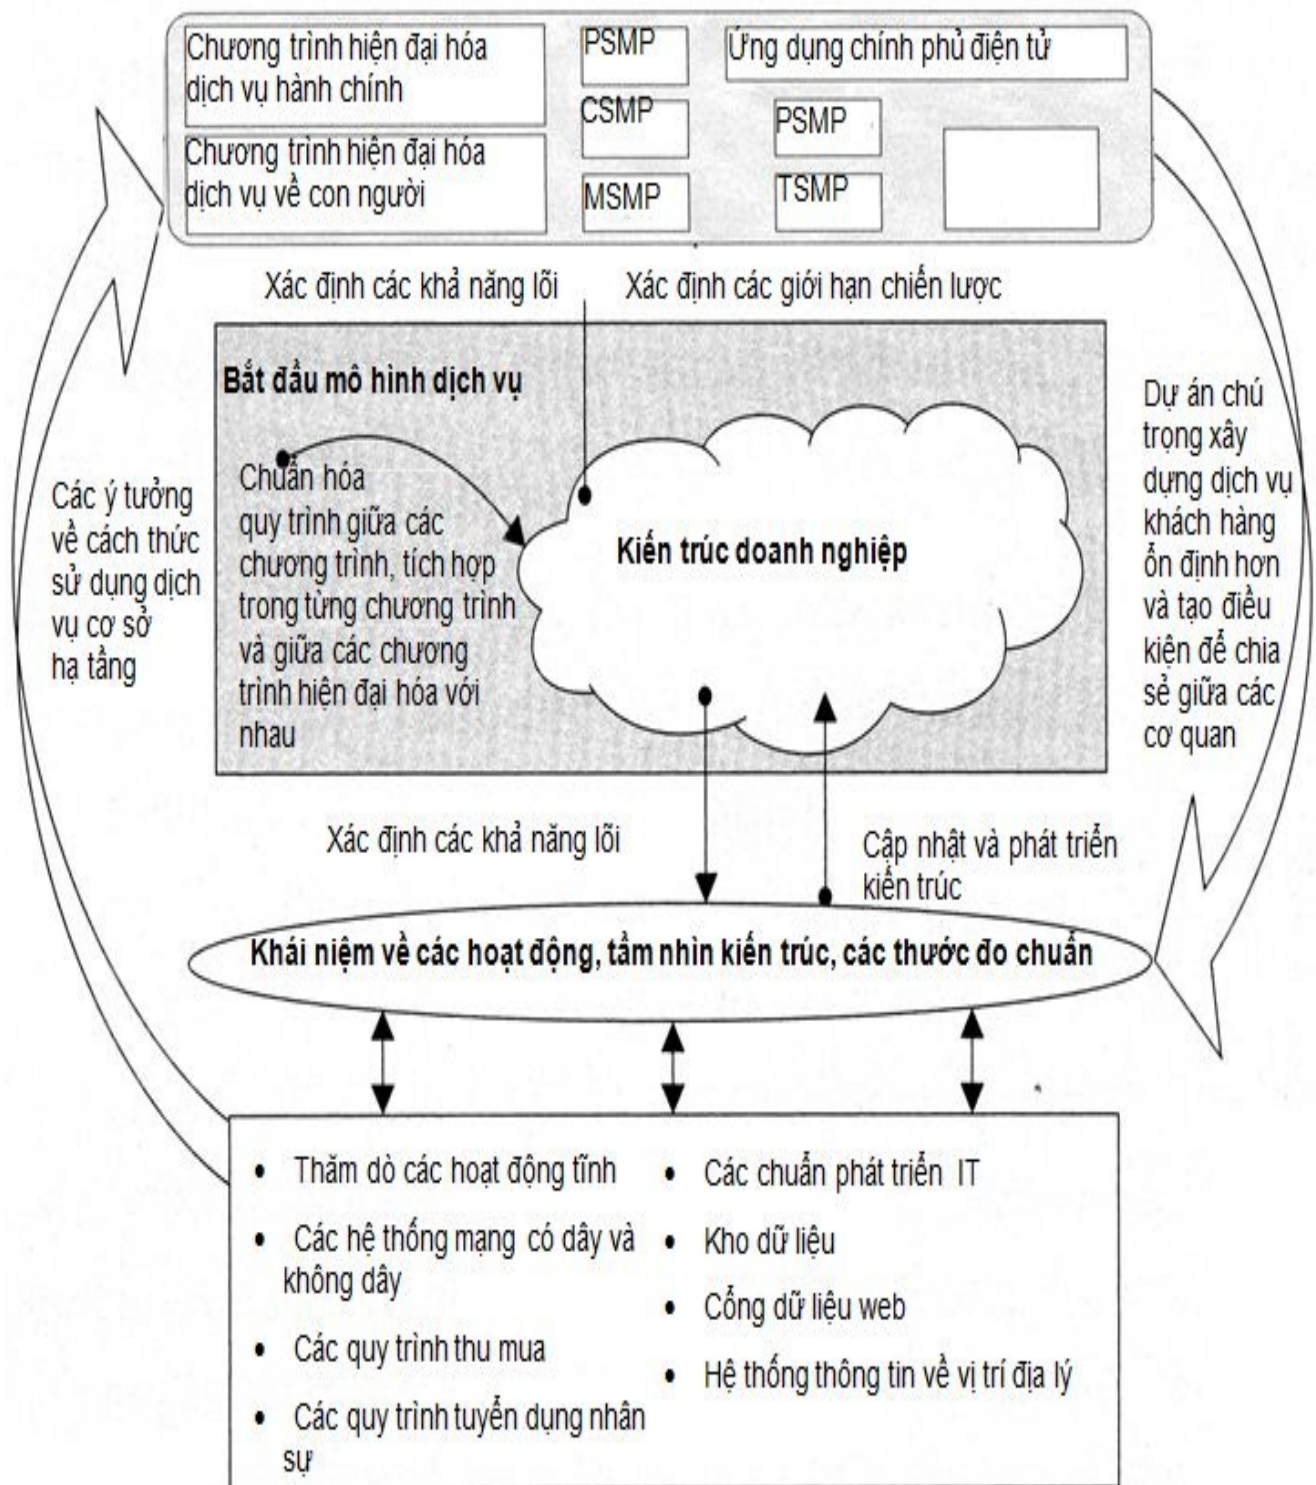 Chương trình hiện đại hóa
dịch vụ hành chính
Chương trình hiện đại hóa
dịch vụ về con người
PSMP
CSMP
MSMP
Ứng dụng chính phủ điện tử
PSMP
TSMP
Xác định các khả năng lõi
Xác định các giới hạn chiến lược
Bắt đầu mô hình dịch vụ
Chuẩn hóa
quy trình giữa các
chương trình, tích hợp
trong từng chương trình
và giữa các chương
trình hiện đại hóa với
nhau
Kiến trúc doanh nghiệp
Các ý tưởng
về cách thức
sử dụng dịch
vụ cơ sở
hạ tầng
Dự án chú
trọng xây
dựng dịch vụ
khách hàng
ổn định hơn
và tạo điều
kiện để chia
sẻ giữa các
cơ quan
Xác định các khả năng lõi
Cập nhật và phát triển
kiến trúc
Khái niệm về các hoạt động, tầm nhìn kiến trúc, các thước đo chuẩn
• Thăm dò các hoạt động tĩnh
• Các hệ thống mạng có dây và
không dây
• Các quy trình thu mua
• Các quy trình tuyển dụng nhân
sự
• Các chuẩn phát triển IT
• Kho dữ liệu
• Cổng dữ liệu web
• Hệ thống thông tin về vị trí địa lý